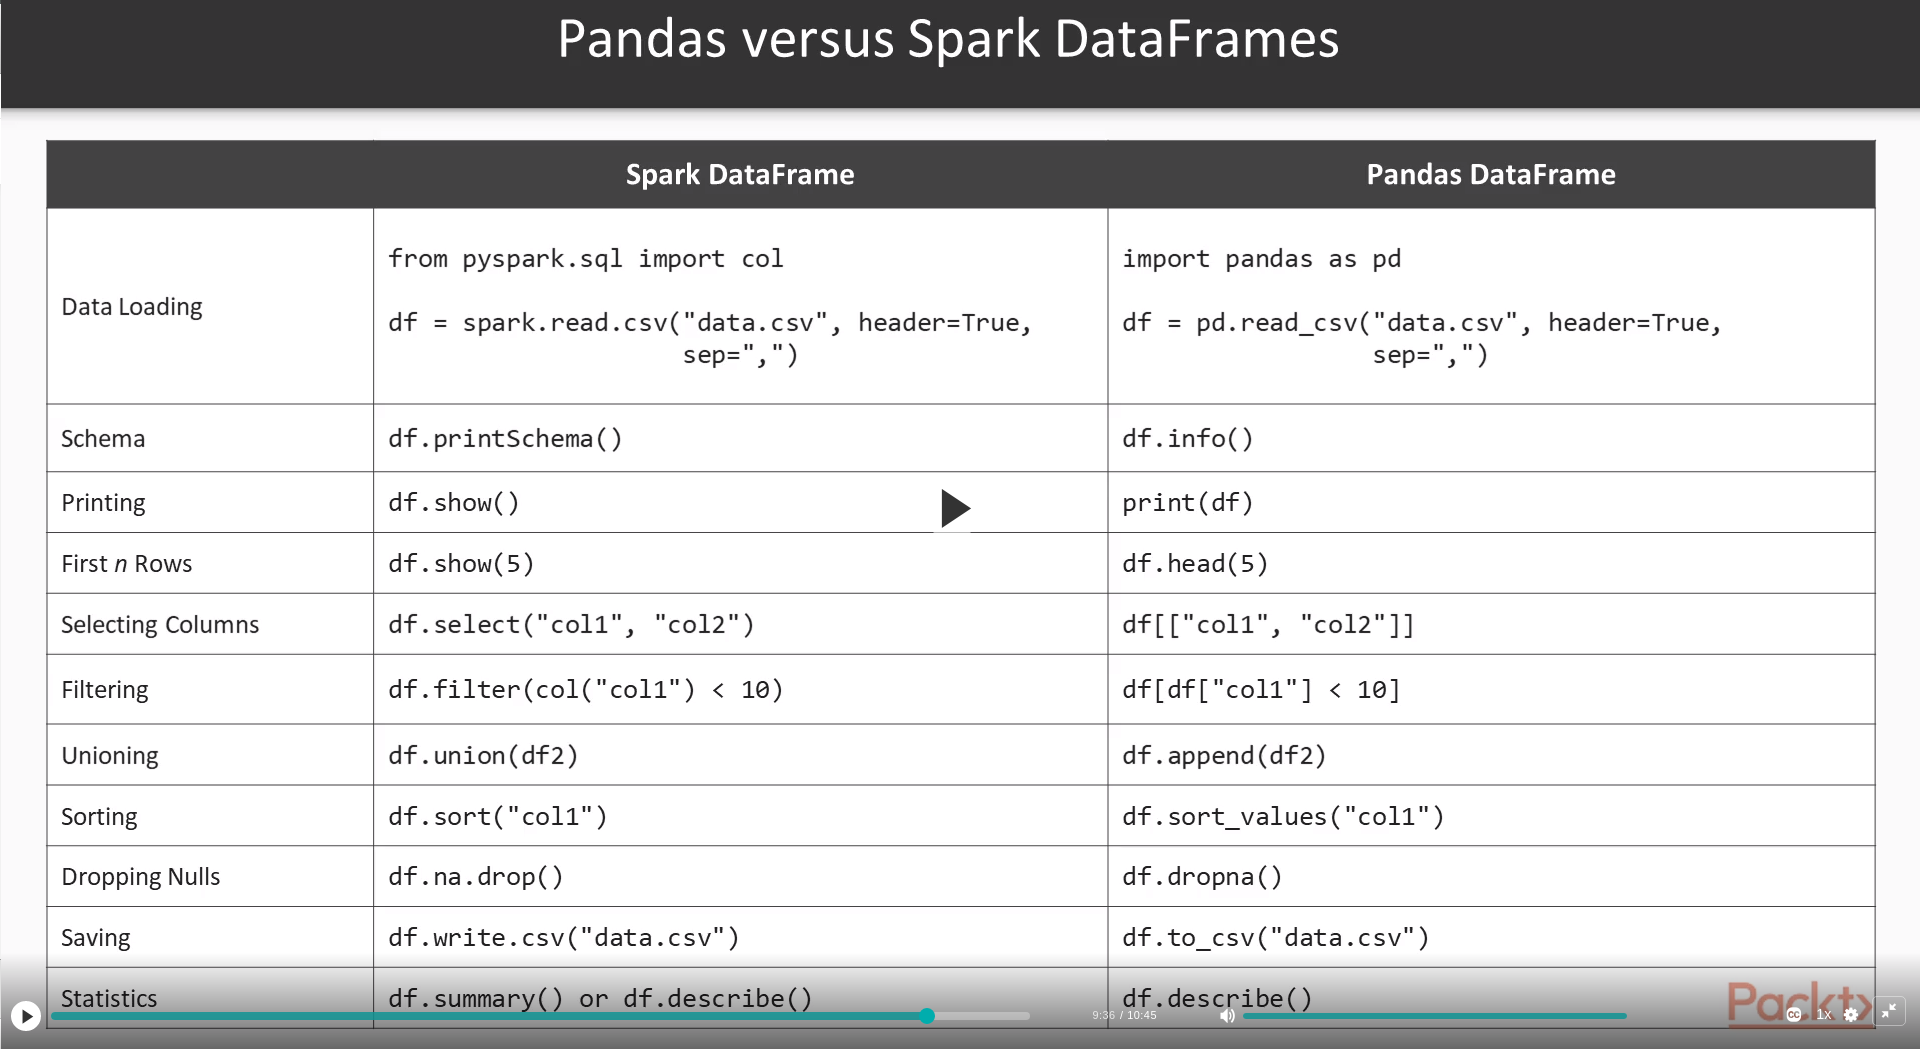 Pandas versus Spark DataFrames
Spark DataFrame
Pandas DataFrame
Data Loading
from pyspark.sql import col
df = spark.read.csv("data.csv", header=True,
sep=",")
import pandas as pd
df = pd.read_csv("data.csv", header=True,
sep=",")
Schema
df.printSchema()
df.info()
Printing
df.show()
print(df)
First n Rows
df.show(5)
df.head(5)
Selecting Columns
df.select("col1", "col2")
df[["col1", "col2"]]
Filtering
df.filter(col("col1") < 10)
df[df["col1"] < 10]
Unioning
df.union(df2)
df.append(df2)
Sorting
df.sort("col1")
df.sort_values("col1")
Dropping Nulls
df.na.drop()
df.dropna()
Saving
df.write.csv("data.csv")
df.to_csv("data.csv")
Statistics
df.summary() or df.describe()
df.describe()
Packt>
9:36 / 10:45
CC
1x